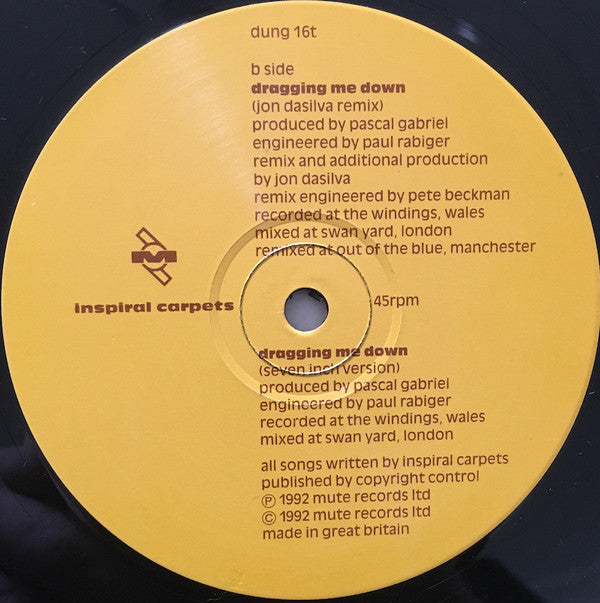 dung 16t
b side
dragging me down
(jon dasilva remix)
produced by pascal gabriel
engineered by paul rabiger
remix and additional production
by jon dasilva
remix engineered by pete beckman
recorded at the windings, wales
mixed at swan yard, london
remixed at out of the blue, manchester
M
inspiral carpets
45rpm
dragging me down
(seven inch version)
produced by pascal gabriel
engineered by paul rabiger
recorded at the windings, wales
mixed at swan yard, london
all songs written by inspiral carpets
published by copyright control
℗ 1992 mute records ltd
© 1992 mute records ltd
made in great britain